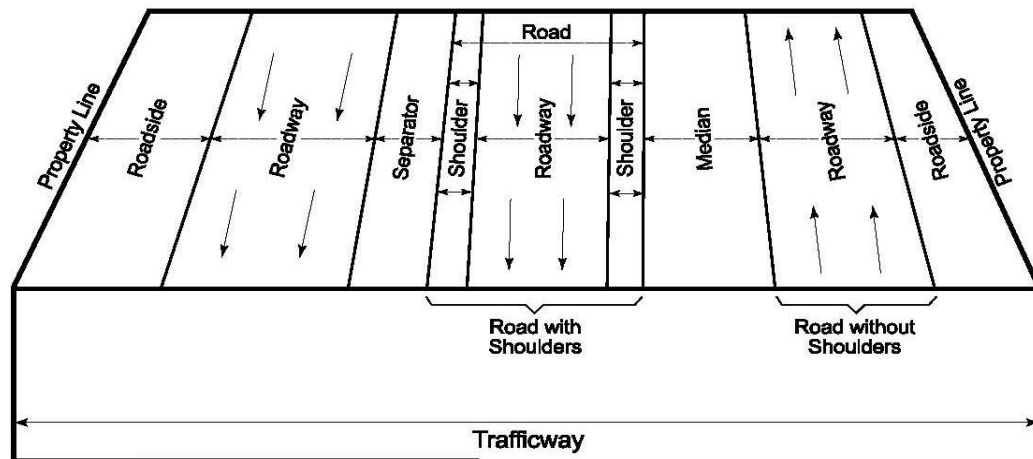 Road
Property Line
Roadside
Roadway
Separator
Shoulder
Roadway
Shoulder
Median
Roadway
Roadside
Property Line
Road with
Shoulders
Road without
Shoulders
Trafficway